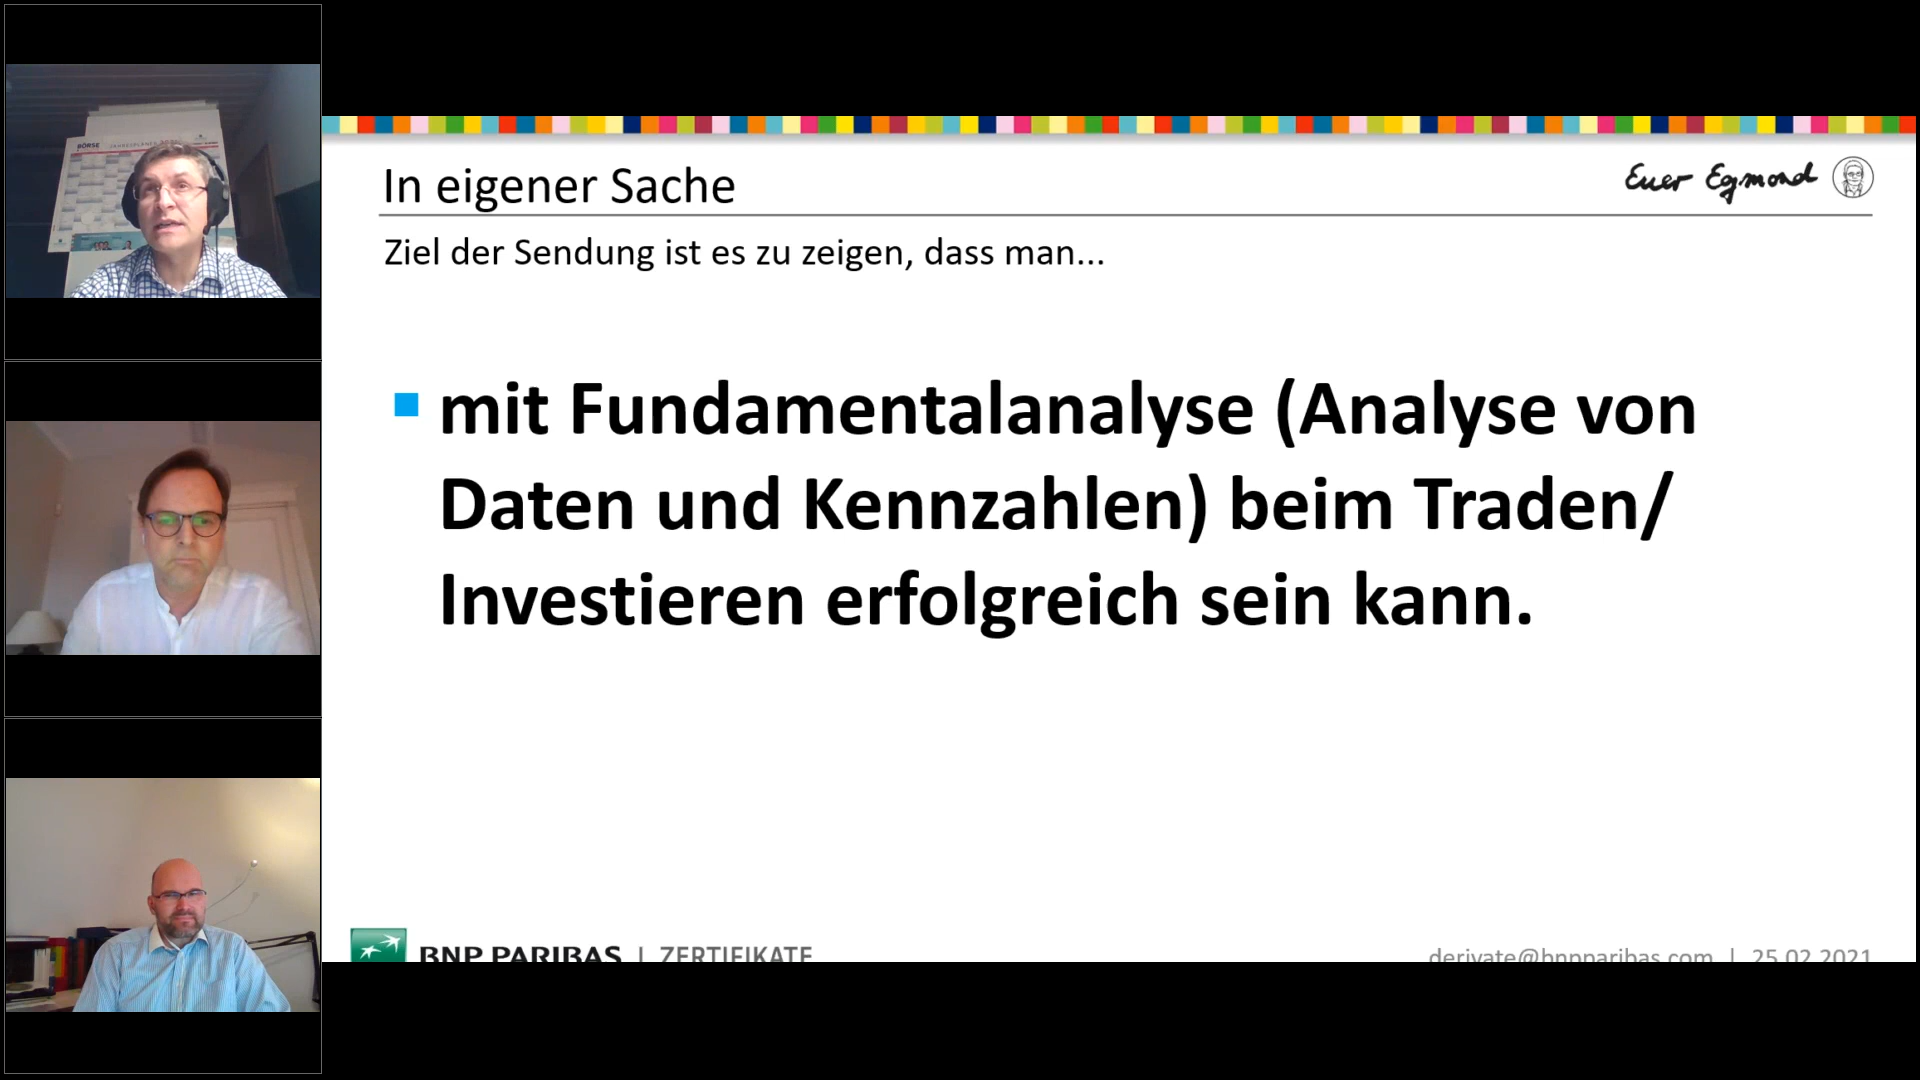 BÖRSE
In eigener Sache
Euer Egmond
Ziel der Sendung ist es zu zeigen, dass man...
▪ mit Fundamentalanalyse (Analyse von
Daten und Kennzahlen) beim Traden/
Investieren erfolgreich sein kann.
BNP PARIBAS | ZERTIFIKATE
derivate@bnpparibas.com | 25.02.2021